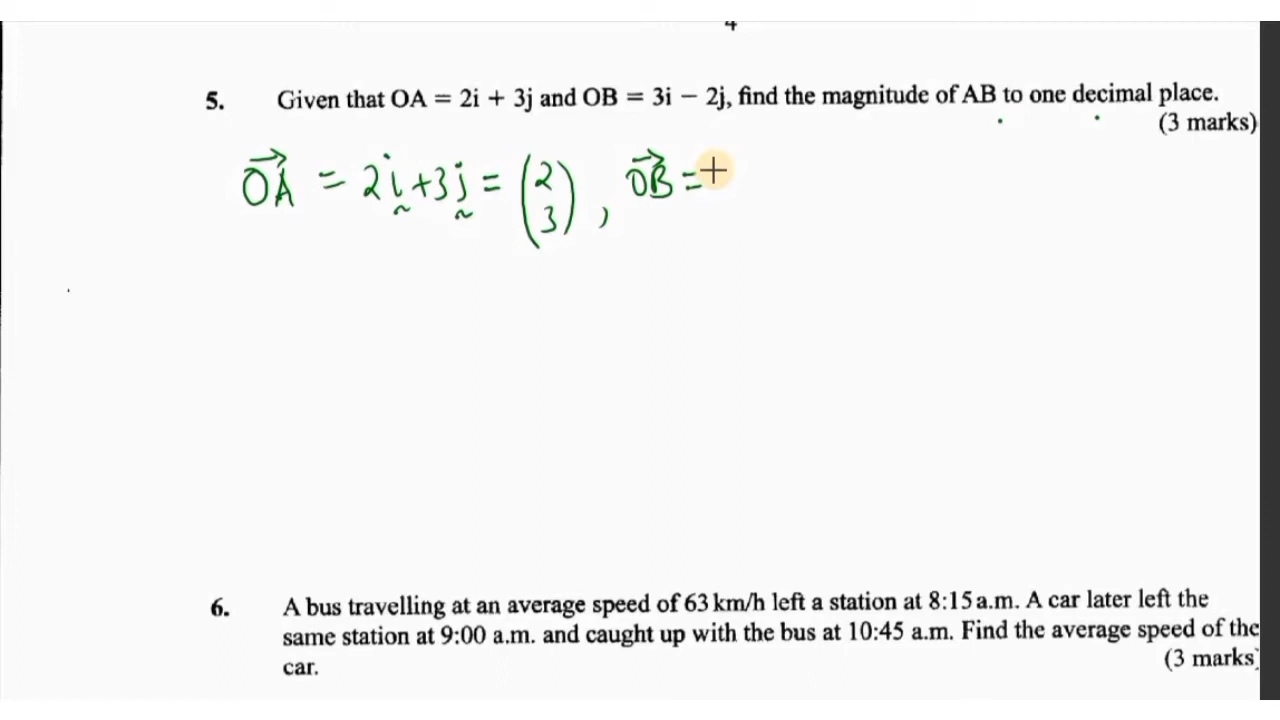 4
5. Given that OA = 2i + 3j and OB = 3i − 2j, find the magnitude of AB to one decimal place.
(3 marks)
OA = 2i + 3j = (2 3), OB =
6. A bus travelling at an average speed of 63 km/h left a station at 8:15 a.m. A car later left the
same station at 9:00 a.m. and caught up with the bus at 10:45 a.m. Find the average speed of the
car.
(3 marks